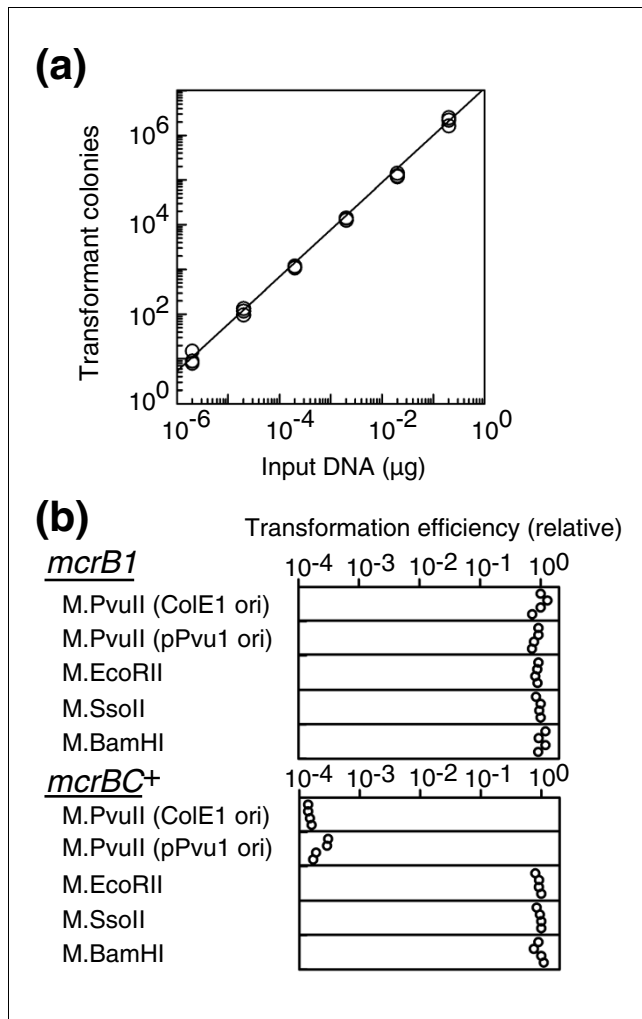 (a)
Transformant colonies
10^6
10^4
10^2
10^0
10^-6 10^-4 10^-2 10^0
Input DNA (µg)
(b)
Transformation efficiency (relative)
mcrB1
10^-4 10^-3 10^-2 10^-1 10^0
M.PvuII (ColE1 ori)
M.PvuII (pPvu1 ori)
M.EcoRII
M.SsoII
M.BamHI
mcrBC+
10^-4 10^-3 10^-2 10^-1 10^0
M.PvuII (ColE1 ori)
M.PvuII (pPvu1 ori)
M.EcoRII
M.SsoII
M.BamHI